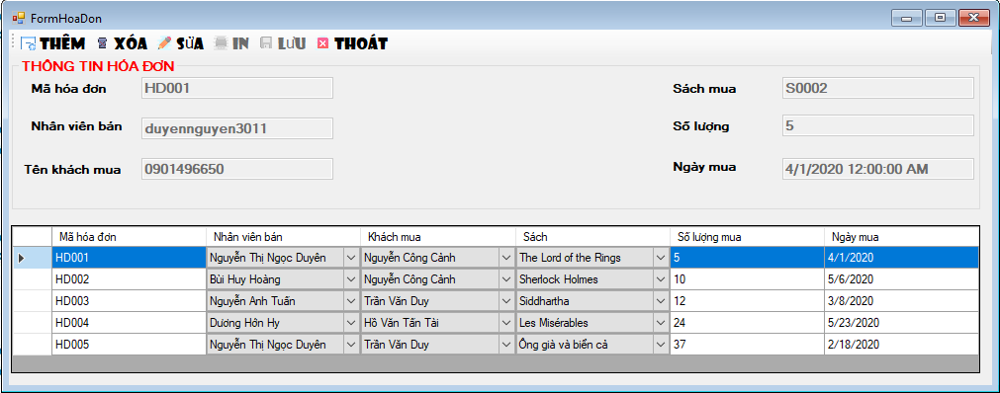 FormHoaDon
THÊM XÓA SỬA IN LƯU THOÁT
THÔNG TIN HÓA ĐƠN
Mã hóa đơn HD001 Sách mua S0002
Nhân viên bán duyennguyen3011 Số lượng 5
Tên khách mua 0901496650 Ngày mua 4/1/2020 12:00:00 AM
Mã hóa đơn Nhân viên bán Khách mua Sách Số lượng mua Ngày mua
HD001 Nguyễn Thị Ngọc Duyên Nguyễn Công Cảnh The Lord of the Rings 5 4/1/2020
HD002 Bùi Huy Hoàng Nguyễn Công Cảnh Sherlock Holmes 10 5/6/2020
HD003 Nguyễn Anh Tuấn Trần Văn Duy Siddhartha 12 3/8/2020
HD004 Dương Hớn Hy Hồ Văn Tấn Tài Les Misérables 24 5/23/2020
HD005 Nguyễn Thị Ngọc Duyên Trần Văn Duy Ông già và biển cả 37 2/18/2020